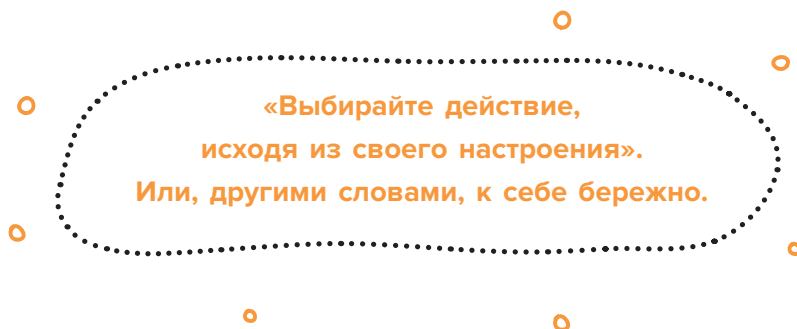 «Выбирайте действие,
исходя из своего настроения».
Или, другими словами, к себе бережно.